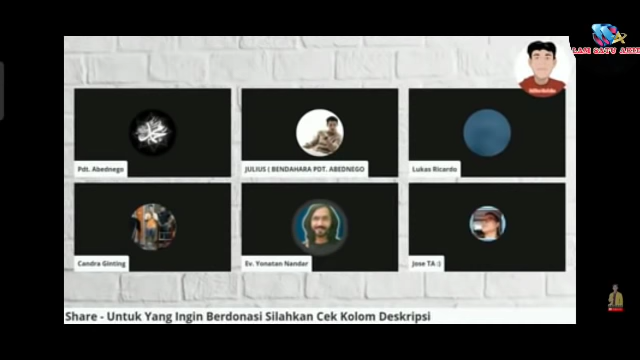 Pdt. Abednego
JULIUS ( BENDAHARA PDT. ABEDNEGO
Lukas Ricardo
Candra Ginting
Ev. Yonatan Nandar
Jose TA :)
Share - Untuk Yang Ingin Berdonasi Silahkan Cek Kolom Deskripsi